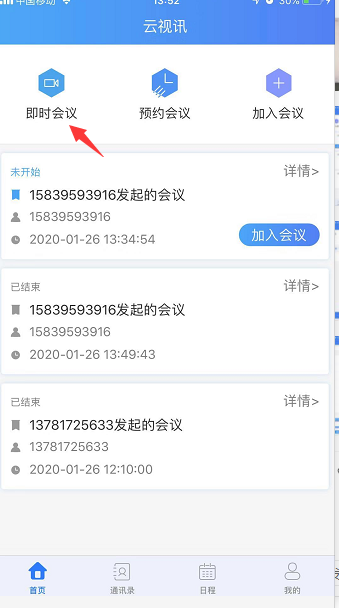 中国移动 13:52 30%
云视讯
即时会议 预约会议 加入会议
未开始 详情>
15839593916发起的会议
15839593916
2020-01-26 13:34:54 加入会议
已结束 详情>
15839593916发起的会议
15839593916
2020-01-26 13:49:43
已结束 详情>
13781725633发起的会议
13781725633
2020-01-26 12:10:00
首页 通讯录 日程 我的